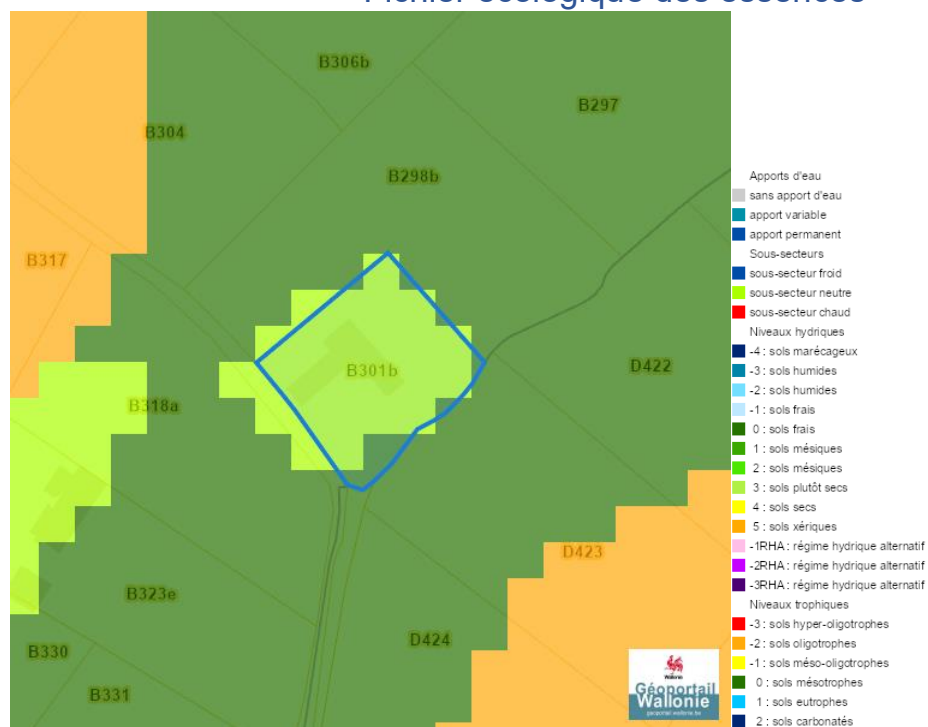 Fichier écologique des essences
B306b
B297
B304
B298b
B317
B301b
D422
B318a
D423
B323e
D424
B330
B331
Apports d'eau
sans apport d'eau
apport variable
apport permanent
Sous-secteurs
sous-secteur froid
sous-secteur neutre
sous-secteur chaud
Niveaux hydriques
-4 : sols marécageux
-3 : sols humides
-2 : sols humides
-1 : sols frais
0 : sols frais
1 : sols mésiques
2 : sols mésiques
3 : sols plutôt secs
4 : sols secs
5 : sols xériques
-1RHA : régime hydrique alternatif
-2RHA : régime hydrique alternatif
-3RHA : régime hydrique alternatif
Niveaux trophiques
-3 : sols hyper-oligotrophes
-2 : sols oligotrophes
-1 : sols méso-oligotrophes
0 : sols mésotrophes
1 : sols eutrophes
2 : sols carbonatés
Wallonie
Géoportail
Wallonie
geoportail.wallonie.be